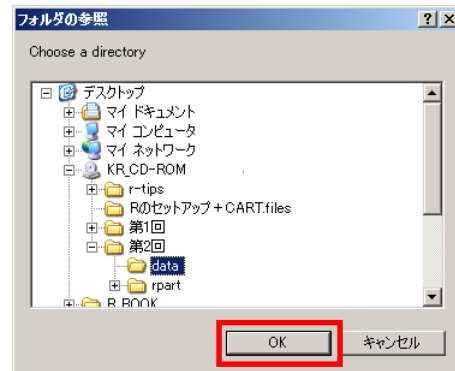 フォルダの参照
Choose a directory
デスクトップ
マイ ドキュメント
マイ コンピュータ
マイ ネットワーク
KR_CD-ROM
r-tips
Rのセットアップ+CART.files
第1回
第2回
data
rpart
R_BOOK
OK
キャンセル